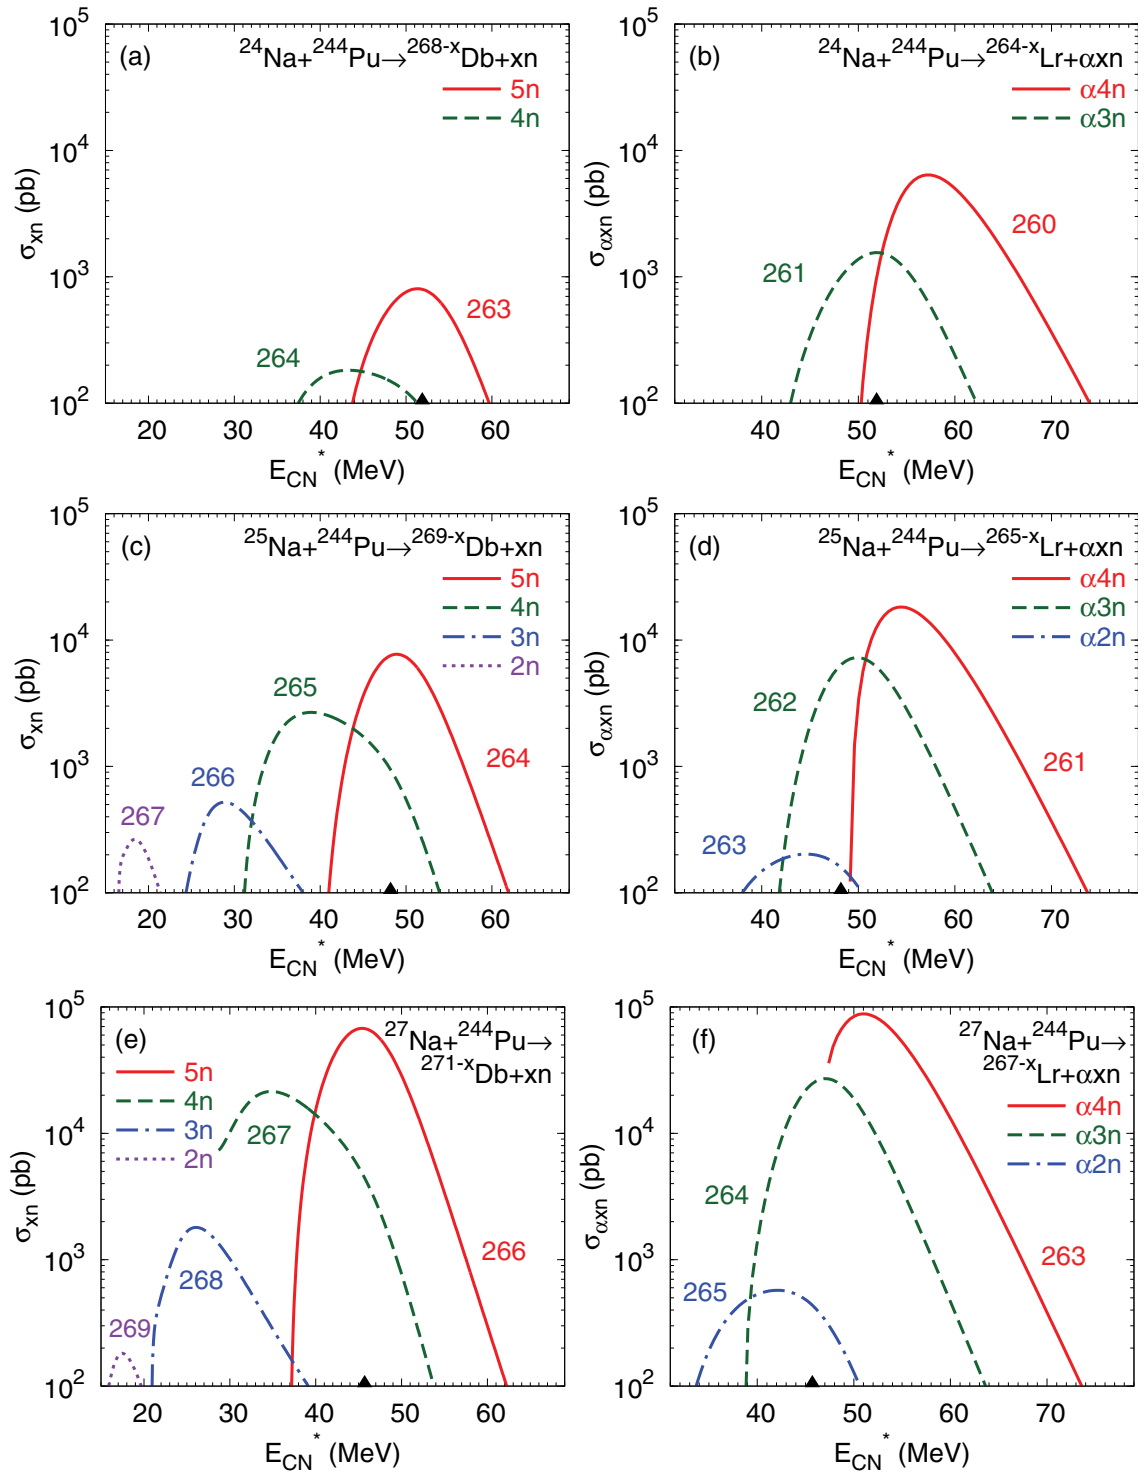 (a)
²⁴Na+²⁴⁴Pu→²⁶⁸⁻ˣDb+xn
5n
4n
10⁵
10⁴
10³
10²
σxn (pb)
264
263
20 30 40 50 60
E_CN* (MeV)
(b)
²⁴Na+²⁴⁴Pu→²⁶⁴⁻ˣLr+αxn
α4n
α3n
10⁵
10⁴
10³
10²
σαxn (pb)
261
260
40 50 60 70
E_CN* (MeV)
(c)
²⁵Na+²⁴⁴Pu→²⁶⁹⁻ˣDb+xn
5n
4n
3n
2n
10⁵
10⁴
10³
10²
σxn (pb)
267
266
265
264
20 30 40 50 60
E_CN* (MeV)
(d)
²⁵Na+²⁴⁴Pu→²⁶⁵⁻ˣLr+αxn
α4n
α3n
α2n
10⁵
10⁴
10³
10²
σαxn (pb)
263
262
261
40 50 60 70
E_CN* (MeV)
(e)
²⁷Na+²⁴⁴Pu→
²⁷¹⁻ˣDb+xn
5n
4n
3n
2n
10⁵
10⁴
10³
10²
σxn (pb)
269
268
267
266
20 30 40 50 60
E_CN* (MeV)
(f)
²⁷Na+²⁴⁴Pu→
²⁶⁷⁻ˣLr+αxn
α4n
α3n
α2n
10⁵
10⁴
10³
10²
σαxn (pb)
265
264
263
40 50 60 70
E_CN* (MeV)